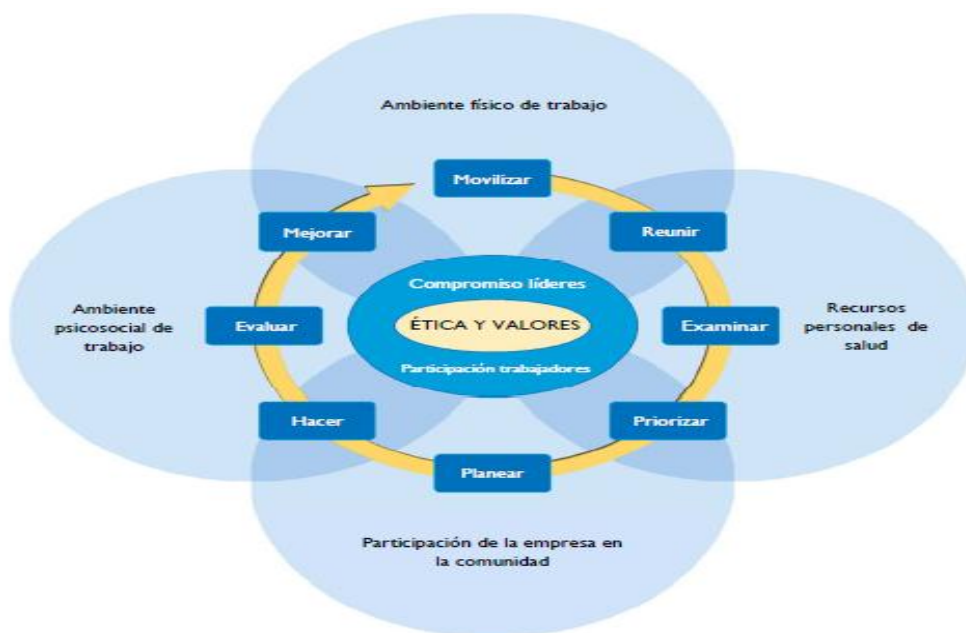 Ambiente físico de trabajo
Movilizar
Mejorar
Reunir
Compromiso líderes
Ambiente
psicosocial de
trabajo
Evaluar
ÉTICA Y VALORES
Examinar
Recursos
personales de
salud
Participación trabajadores
Hacer
Priorizar
Planear
Participación de la empresa en
la comunidad